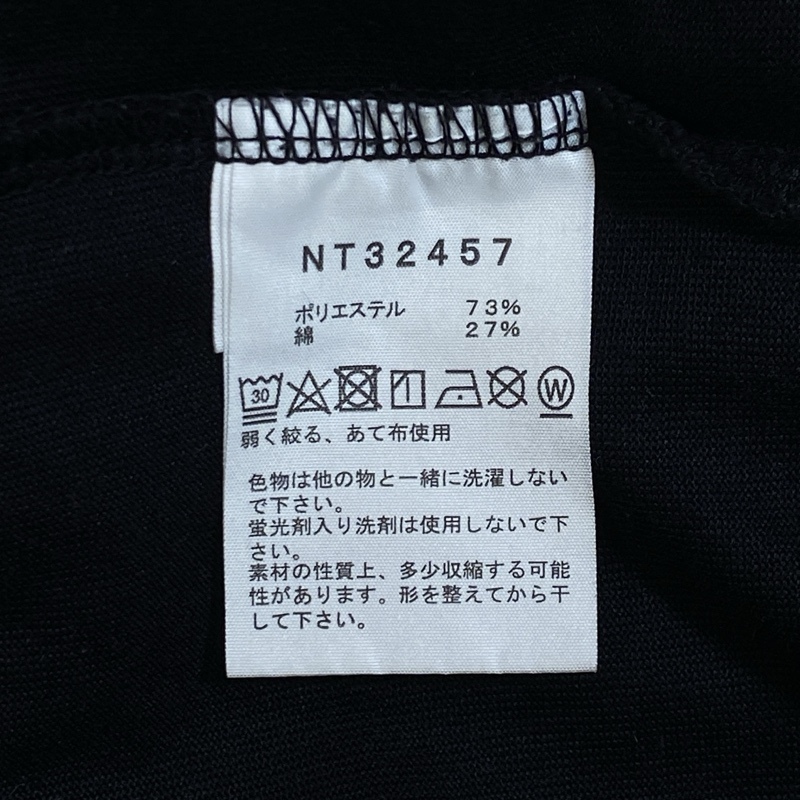 NT32457
ポリエステル 73%
綿 27%
30
W
弱く絞る、あて布使用
色物は他の物と一緒に洗濯しない
で下さい。
蛍光剤入り洗剤は使用しないで下
さい。
素材の性質上、多少収縮する可能
性があります。形を整えてから干
して下さい。